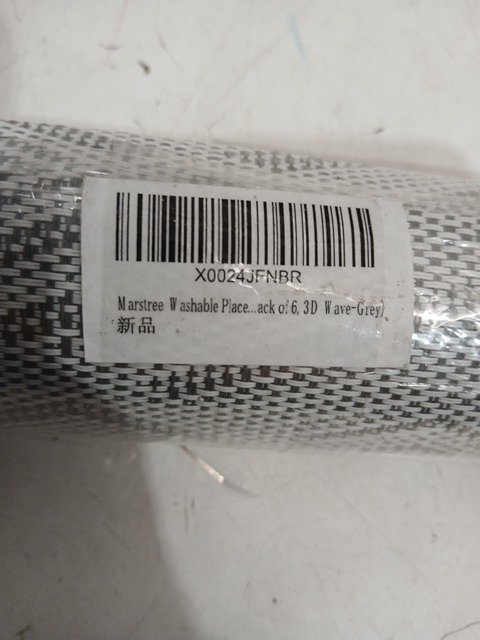 X0024JFNBR
Marstree Washable Place...ack of 6, 3D Wave-Grey)
新品